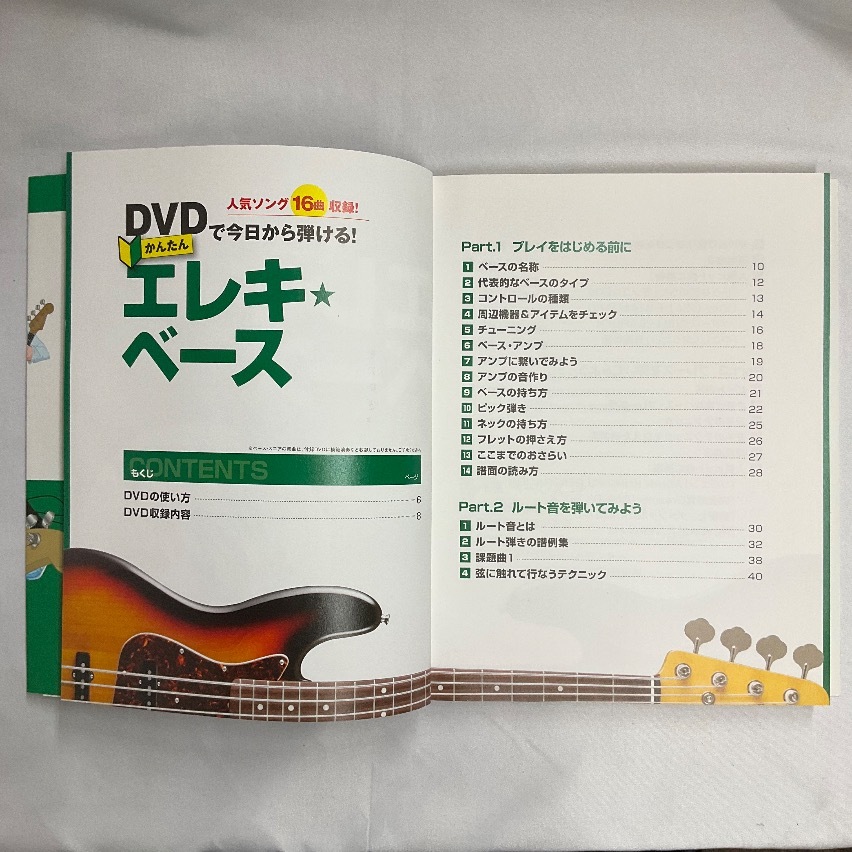 人気ソング16曲収録!
DVDで今日から弾ける!
かんたん
エレキ★
ベース
CONTENTS
もくじ
ページ
DVDの使い方 6
DVD収録内容 8
Part.1 プレイをはじめる前に
1 ベースの名称 10
2 代表的なベースのタイプ 12
3 コントロールの種類 13
4 周辺機器&アイテムをチェック 14
5 チューニング 16
6 ベース・アンプ 18
7 アンプに繋いでみよう 19
8 アンプの音作り 20
9 ベースの持ち方 21
10 ピック弾き 22
11 ネックの持ち方 25
12 フレットの押さえ方 26
13 ここまでのおさらい 27
14 譜面の読み方 28
Part.2 ルート音を弾いてみよう
1 ルート音とは 30
2 ルート弾きの譜例集 32
3 課題曲1 38
4 弦に触れて行なうテクニック 40